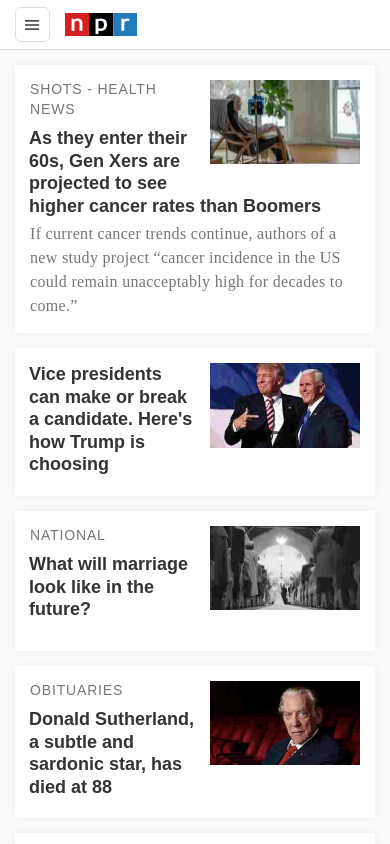 npr
SHOTS - HEALTH
NEWS
As they enter their
60s, Gen Xers are
projected to see
higher cancer rates than Boomers
If current cancer trends continue, authors of a
new study project “cancer incidence in the US
could remain unacceptably high for decades to
come.”
Vice presidents
can make or break
a candidate. Here's
how Trump is
choosing
NATIONAL
What will marriage
look like in the
future?
OBITUARIES
Donald Sutherland,
a subtle and
sardonic star, has
died at 88